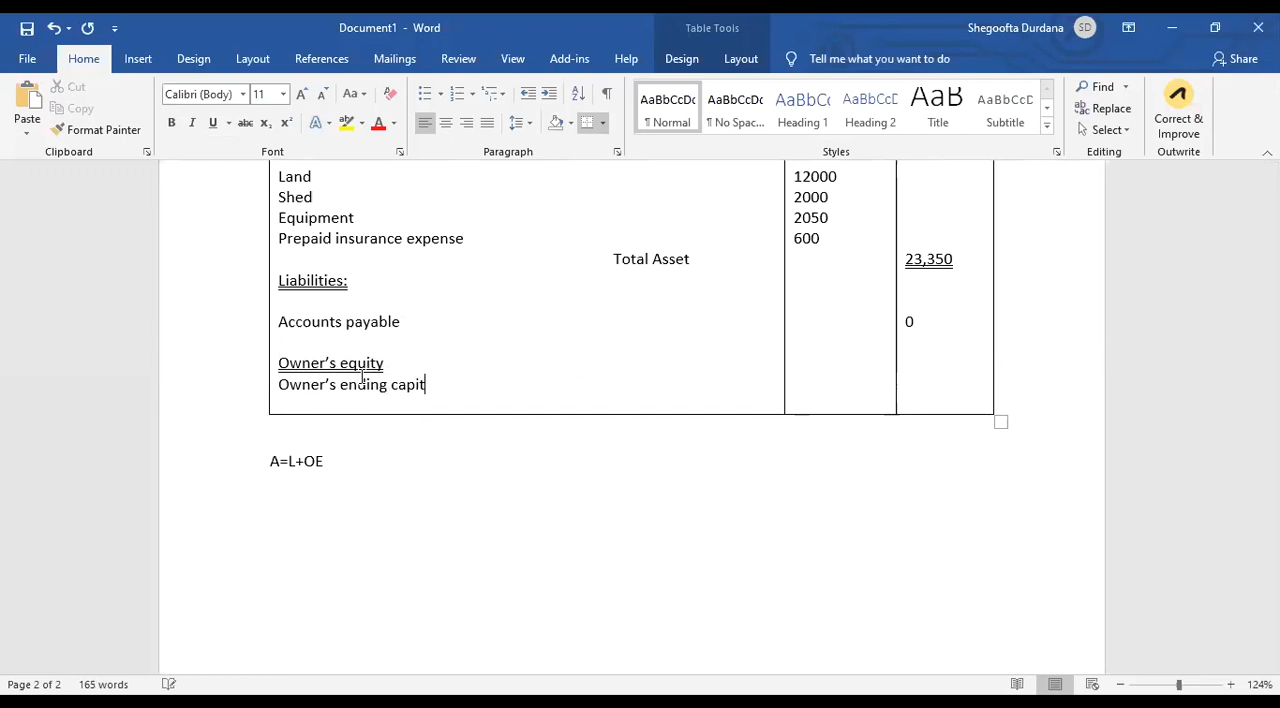 Document1 - Word
Table Tools
Shegoofta Durdana
SD
File
Home
Insert
Design
Layout
References
Mailings
Review
View
Add-ins
Help
Design
Layout
Tell me what you want to do
Share
Paste
Cut
Copy
Format Painter
Clipboard
Calibri (Body)
11
Font
Paragraph
AaBbCcDc
¶ Normal
AaBbCcDc
¶ No Spac...
AaBbCc
Heading 1
AaBbCcD
Heading 2
AaB
Title
AaBbCcD
Subtitle
Styles
Find
Replace
Select
Editing
Correct &
Improve
Outwrite
Land 12000
Shed 2000
Equipment 2050
Prepaid insurance expense 600
Total Asset 23,350
Liabilities:
Accounts payable 0
Owner's equity
Owner's ending capit
A=L+OE
Page 2 of 2
165 words
124%